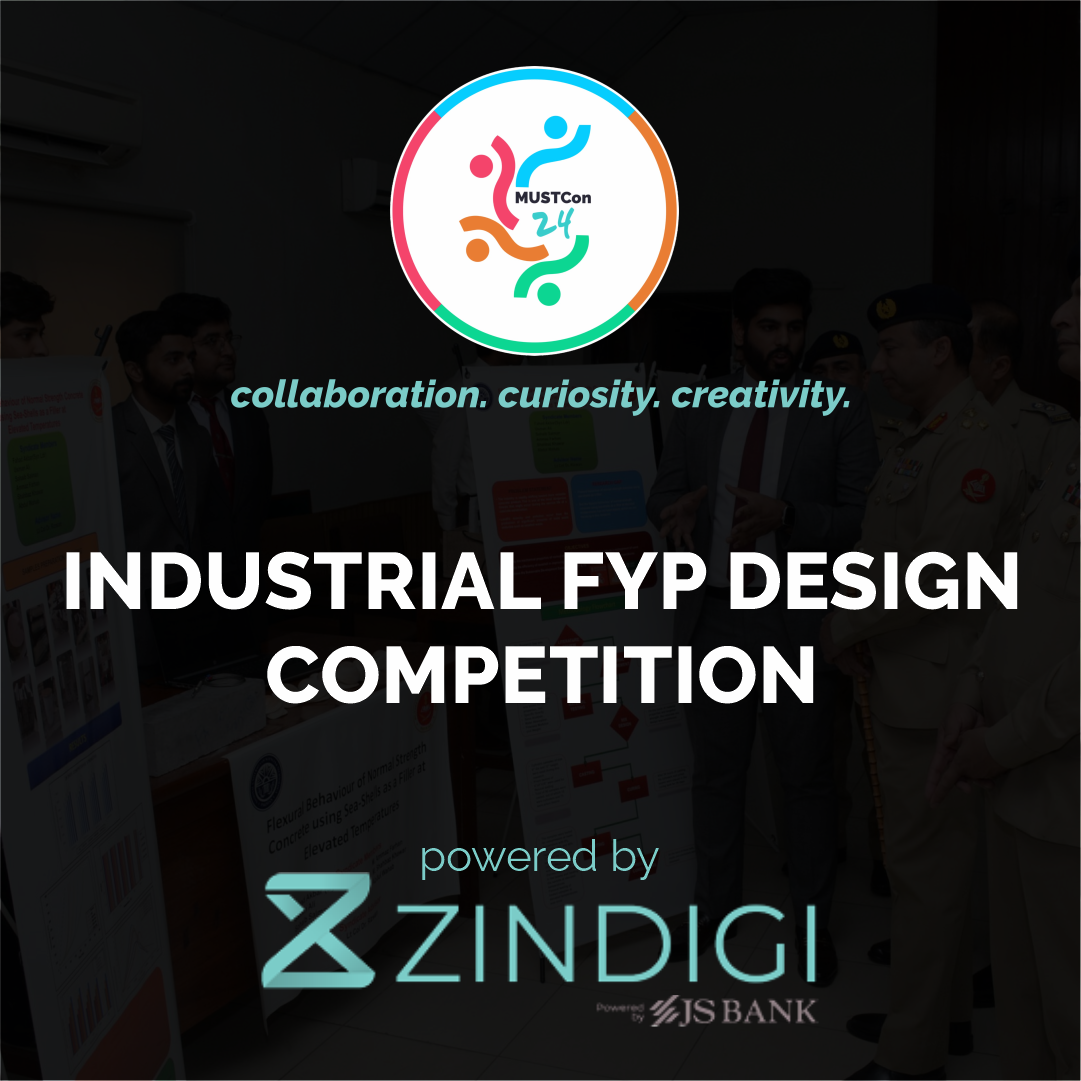 MUSTCon
24
collaboration. curiosity. creativity.
INDUSTRIAL FYP DESIGN
COMPETITION
Flexural Behaviour of Normal Strength
Concrete using Sea-Shells as a Filler at
Elevated Temperatures
powered by
ZINDIGI
Powered
by
JS BANK